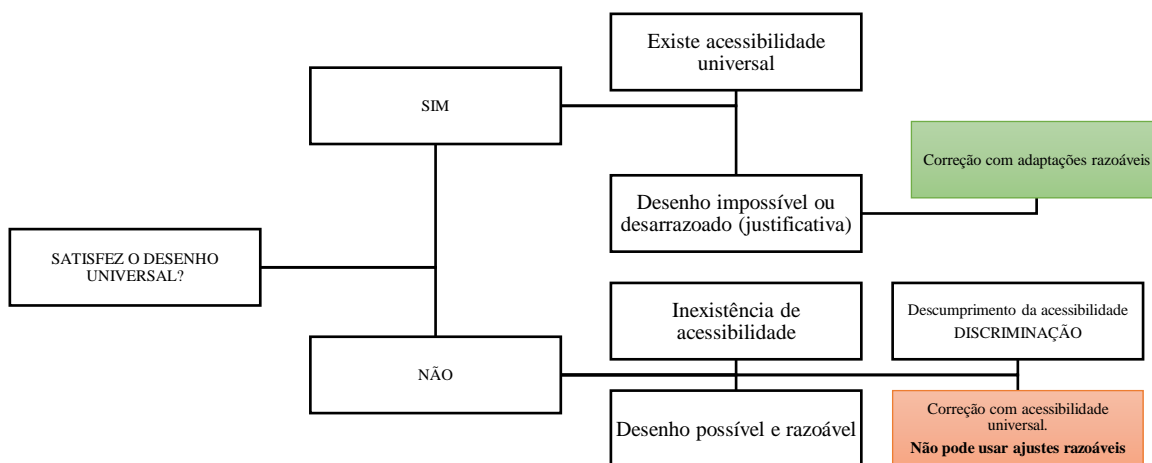 SATISFEZ O DESENHO
UNIVERSAL?
SIM
Existe acessibilidade
universal
Desenho impossível ou
desarrazoado (justificativa)
Correção com adaptações razoáveis
NÃO
Inexistência de
acessibilidade
Desenho possível e razoável
Descumprimento da acessibilidade
DISCRIMINAÇÃO
Correção com acessibilidade
universal.
Não pode usar ajustes razoáveis